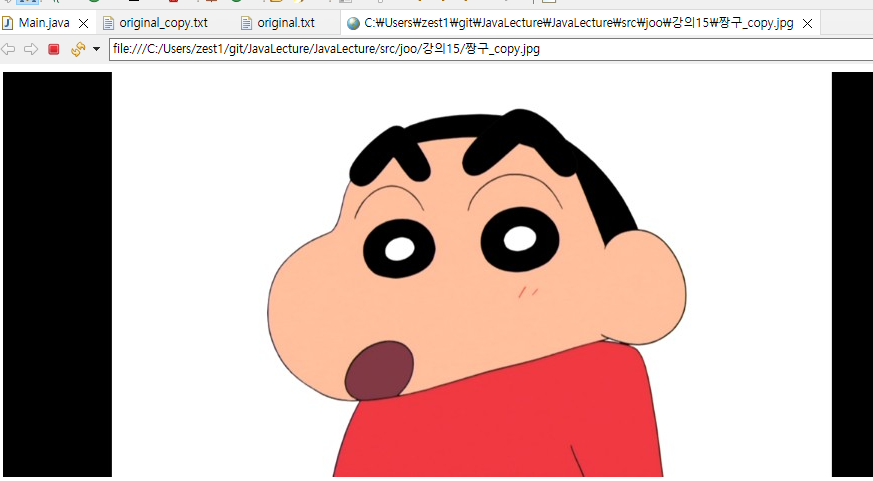 Main.java original_copy.txt original.txt C:₩Users₩zest1₩git₩JavaLecture₩JavaLecture₩src₩joo₩강의15₩짱구_copy.jpg
file:///C:/Users/zest1/git/JavaLecture/JavaLecture/src/joo/강의15/짱구_copy.jpg